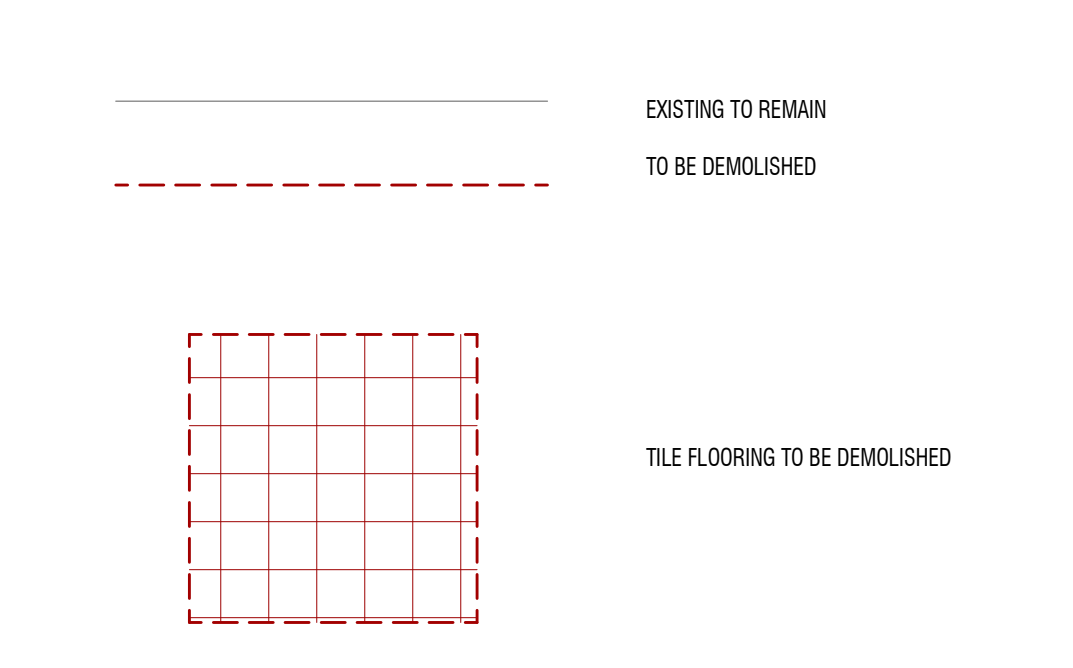 EXISTING TO REMAIN
TO BE DEMOLISHED
TILE FLOORING TO BE DEMOLISHED